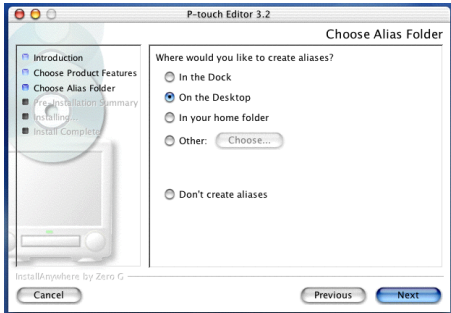 P-touch Editor 3.2
Choose Alias Folder
Introduction
Choose Product Features
Choose Alias Folder
Pre-Installation Summary
Installing...
Install Complete
Where would you like to create aliases?
In the Dock
On the Desktop
In your home folder
Other: Choose...
Don't create aliases
InstallAnywhere by Zero G
Cancel Previous Next